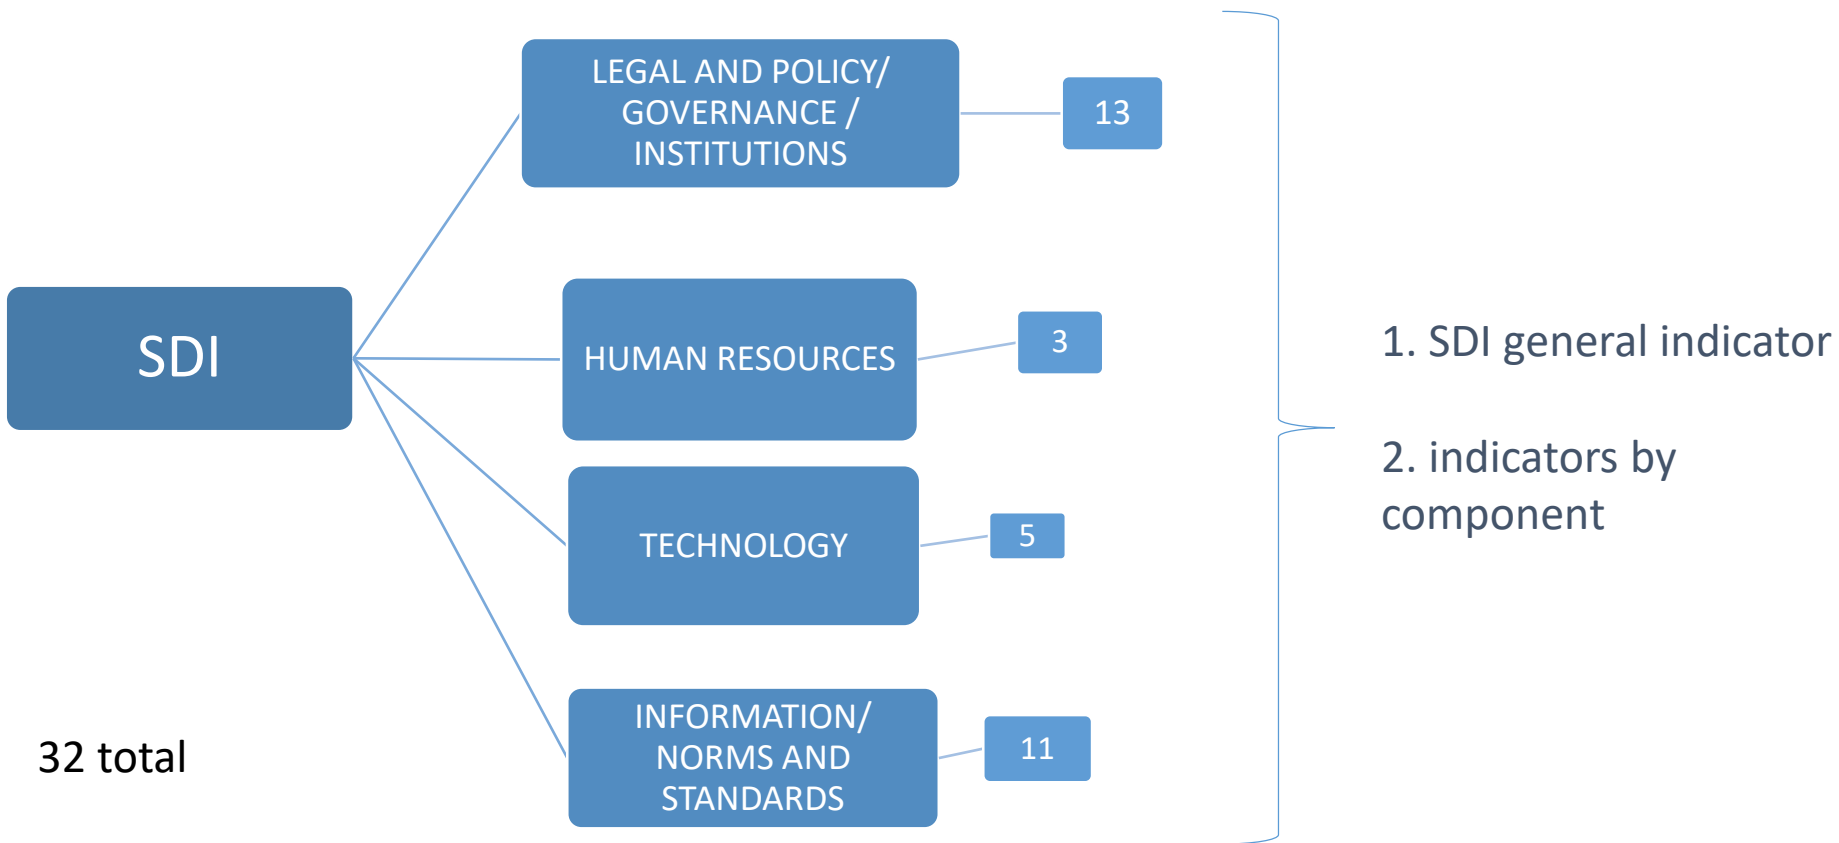 SDI
LEGAL AND POLICY/
GOVERNANCE /
INSTITUTIONS
13
HUMAN RESOURCES
3
TECHNOLOGY
5
INFORMATION/
NORMS AND
STANDARDS
11
32 total
1. SDI general indicator
2. indicators by
component